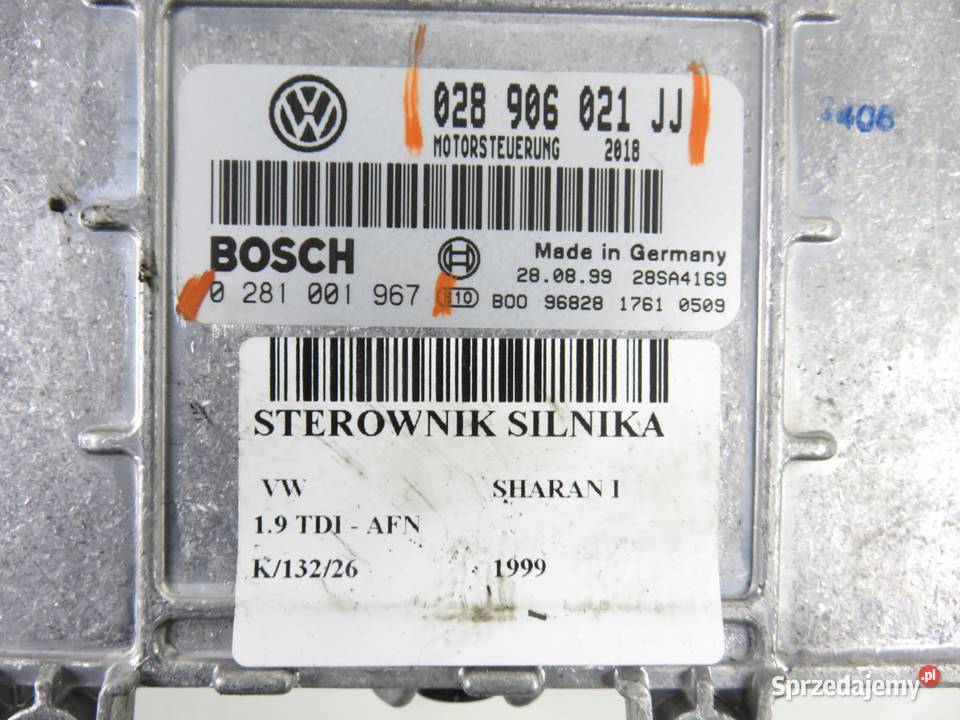 028 906 021 JJ
MOTORSTEUERUNG 2018
BOSCH
Made in Germany
28.08.99 28SA4169
0 281 001 967
B10 B00 96828 1761 0509
STEROWNIK SILNIKA
VW SHARAN I
1.9 TDI - AFN
K/132/26 1999
Sprzedajemy.pl